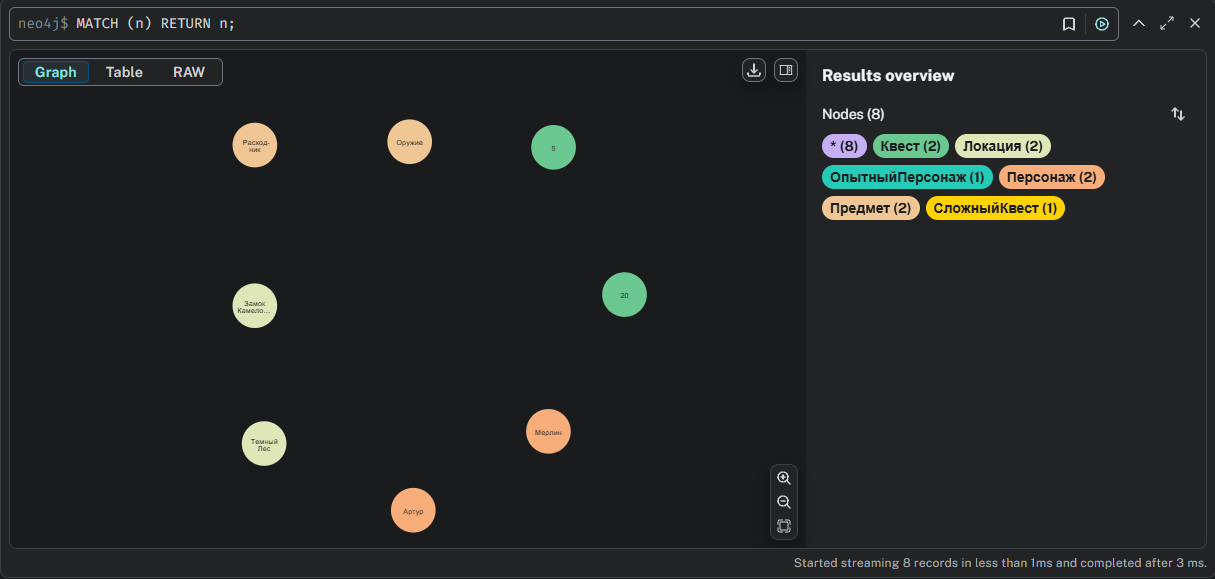 neo4j$ MATCH (n) RETURN n;
Graph Table RAW
Results overview
Nodes (8)
* (8) Квест (2) Локация (2)
ОпытныйПерсонаж (1) Персонаж (2)
Предмет (2) СложныйКвест (1)
Расход-
ник
Оружие
5
Замок
Камело...
20
Темный
Лес
Мерлин
Артур
Started streaming 8 records in less than 1ms and completed after 3 ms.